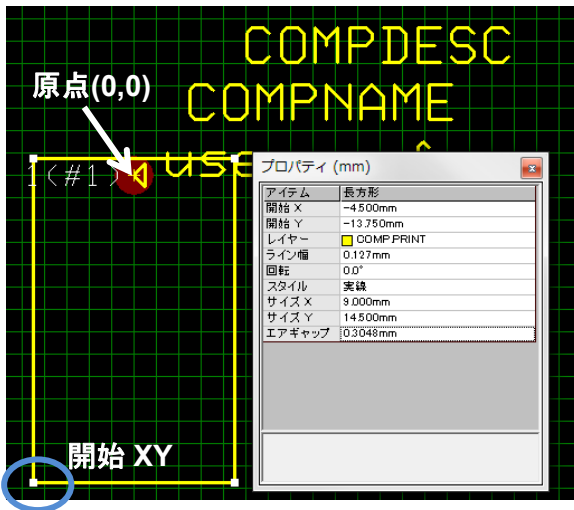 COMPDESC
原点(0,0)
COMPNAME
use
1(#1)
プロパティ (mm)
アイテム 長方形
開始 X -4.500mm
開始 Y -13.750mm
レイヤー COMP.PRINT
ライン幅 0.127mm
回転 0.0°
スタイル 実線
サイズ X 9.000mm
サイズ Y 14.500mm
エアギャップ 0.3048mm
開始 XY